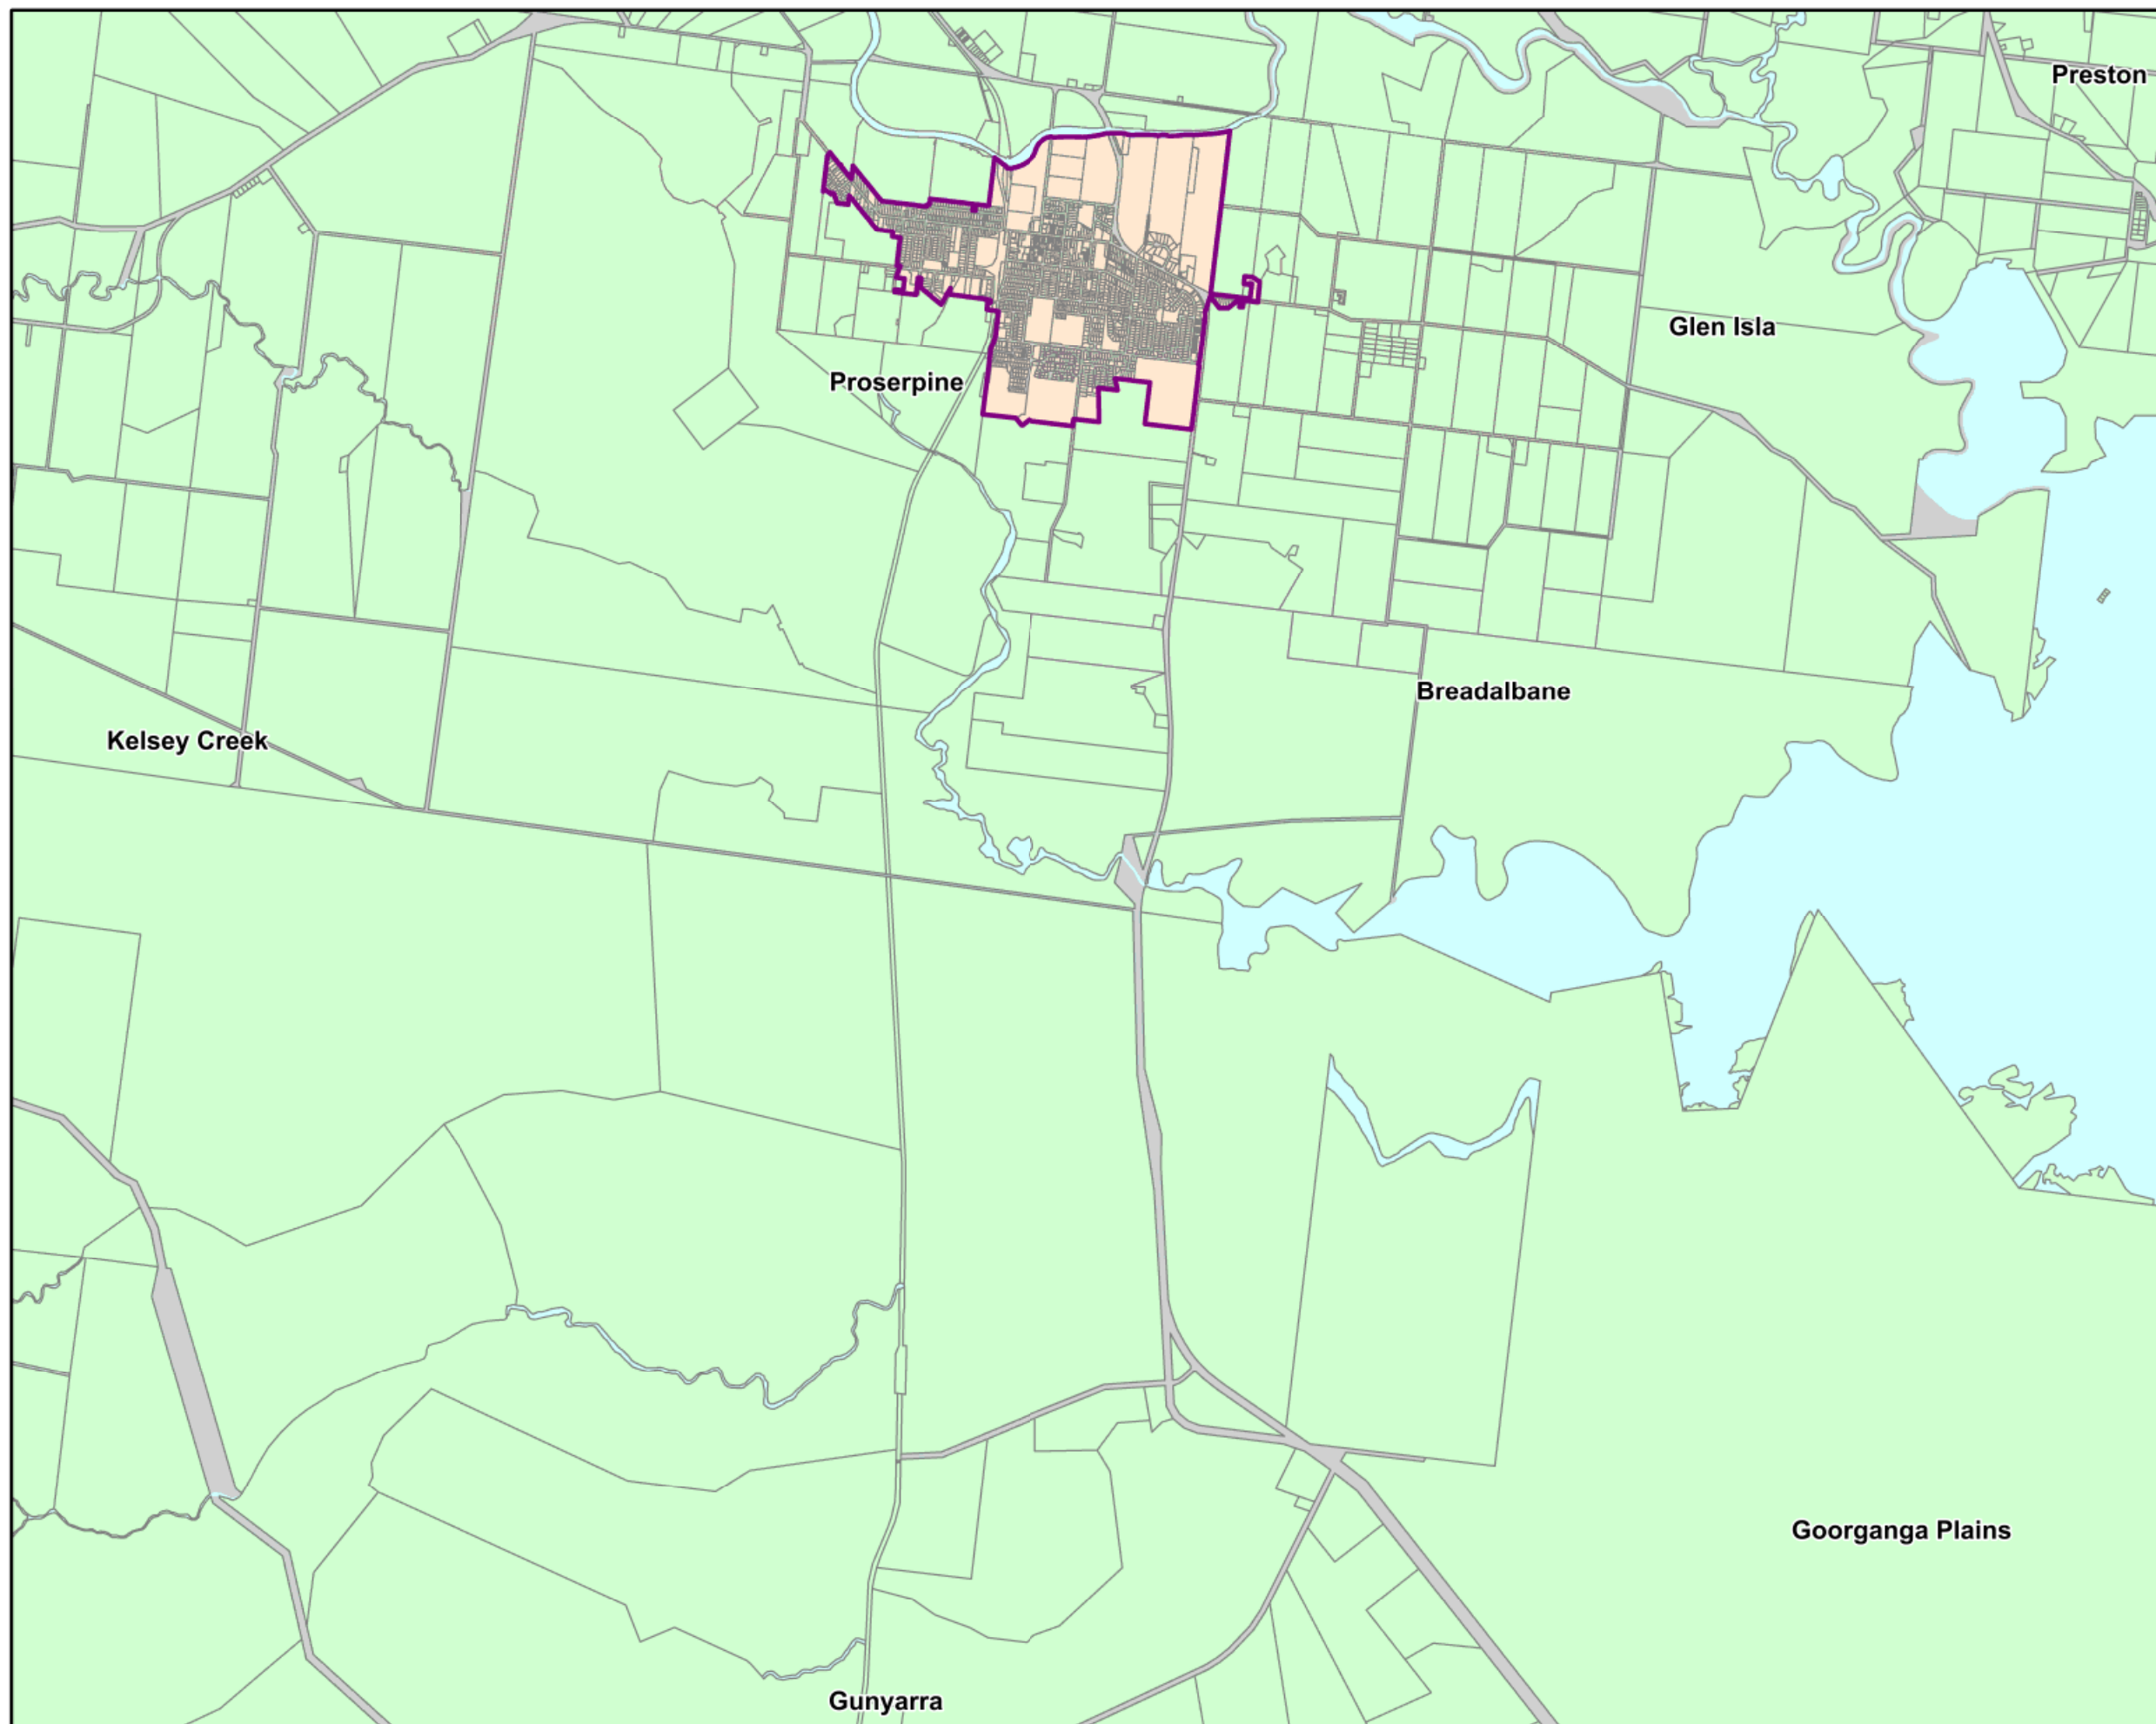 Preston
Glen Isla
Proserpine
Breadalbane
Kelsey Creek
Goorganga Plains
Gunyarra